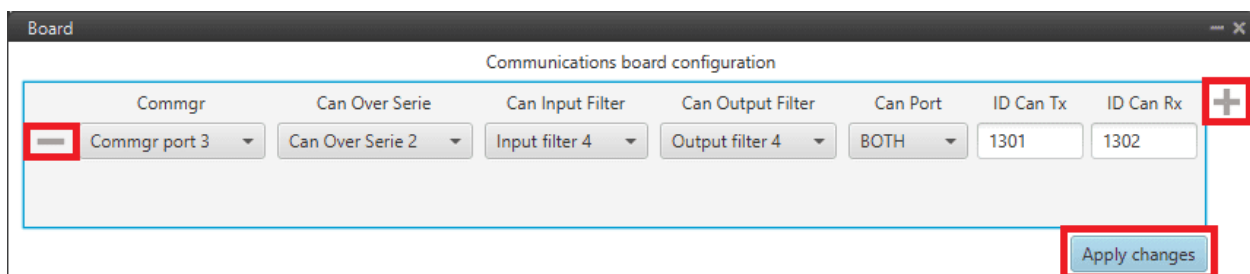 Board
Communications board configuration
Commgr Can Over Serie Can Input Filter Can Output Filter Can Port ID Can Tx ID Can Rx
Commgr port 3 Can Over Serie 2 Input filter 4 Output filter 4 BOTH 1301 1302
Apply changes